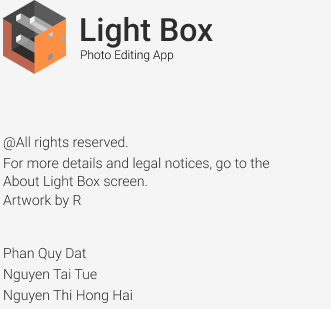 Light Box
Photo Editing App
@All rights reserved.
For more details and legal notices, go to the
About Light Box screen.
Artwork by R
Phan Quy Dat
Nguyen Tai Tue
Nguyen Thi Hong Hai